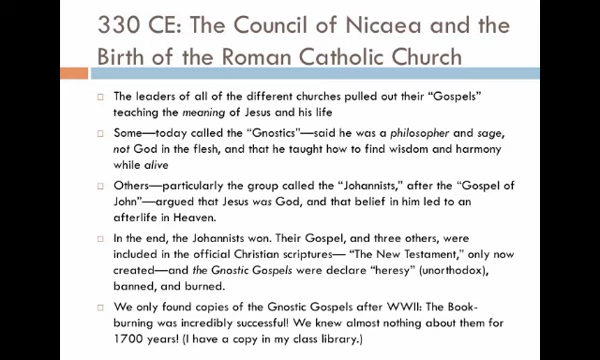 330 CE: The Council of Nicaea and the
Birth of the Roman Catholic Church
The leaders of all of the different churches pulled out their “Gospels”
teaching the meaning of Jesus and his life
Some—today called the “Gnostics”—said he was a philosopher and sage,
not God in the flesh, and that he taught how to find wisdom and harmony
while alive
Others—particularly the group called the “Johannists,” after the “Gospel of
John”—argued that Jesus was God, and that belief in him led to an
afterlife in Heaven.
In the end, the Johannists won. Their Gospel, and three others, were
included in the official Christian scriptures— “The New Testament,” only now
created—and the Gnostic Gospels were declare “heresy” (unorthodox),
banned, and burned.
We only found copies of the Gnostic Gospels after WWII: The Book-
burning was incredibly successful! We knew almost nothing about them for
1700 years! (I have a copy in my class library.)